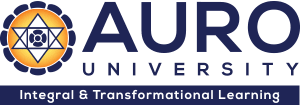 AURO
UNIVERSITY
Integral & Transformational Learning